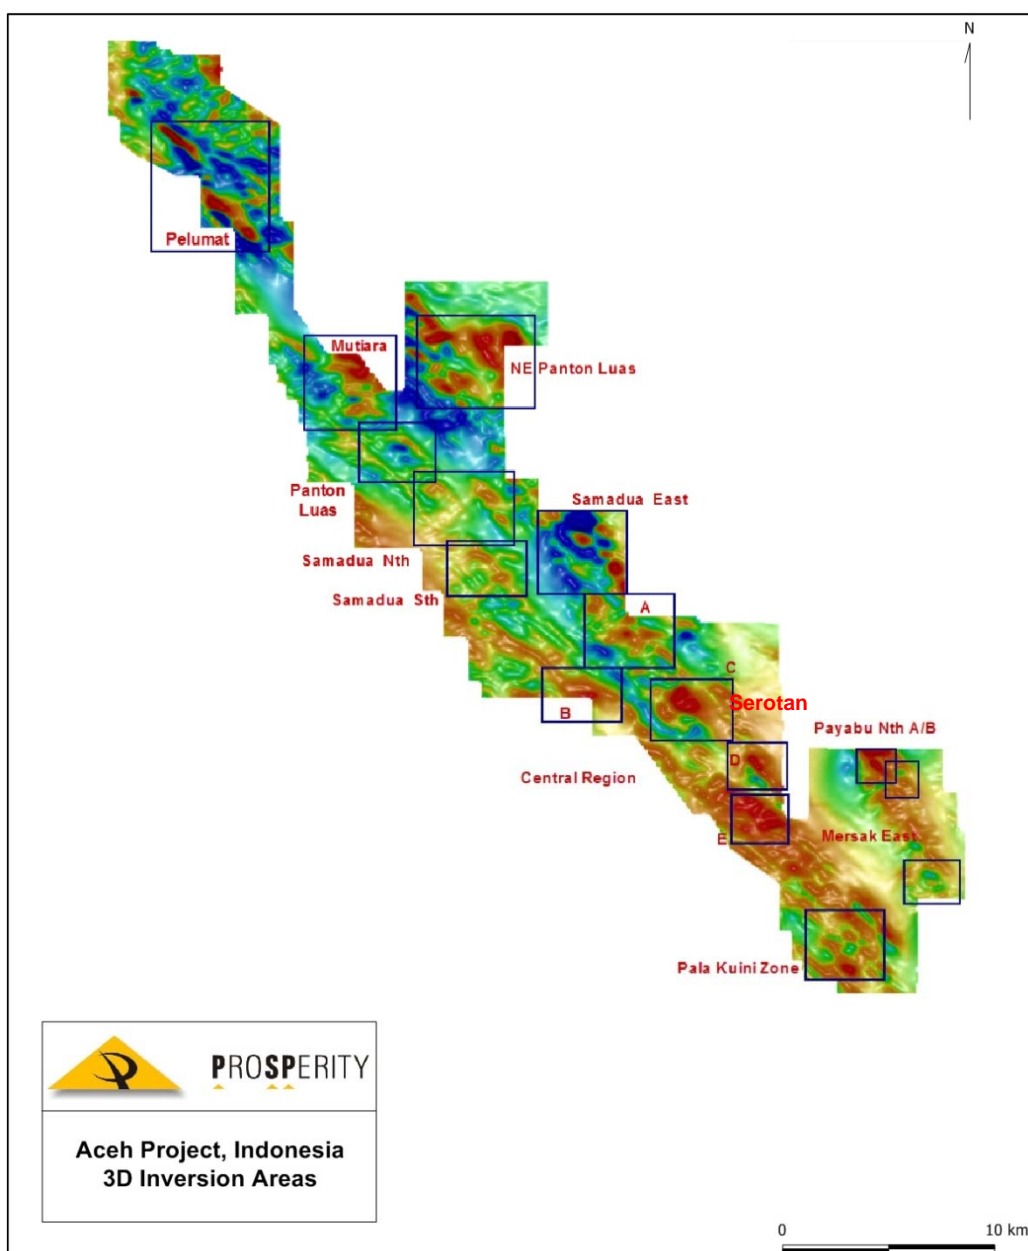 N
Pelumat
Mutiara
NE Panton Luas
Panton
Luas
Samadua East
Samadua Nth
Samadua Sth
A
C
Serotan
B
Payabu Nth A/B
D
Central Region
E
Mersak East
Pala Kuini Zone
PROSPERITY
Aceh Project, Indonesia
3D Inversion Areas
0
10 km